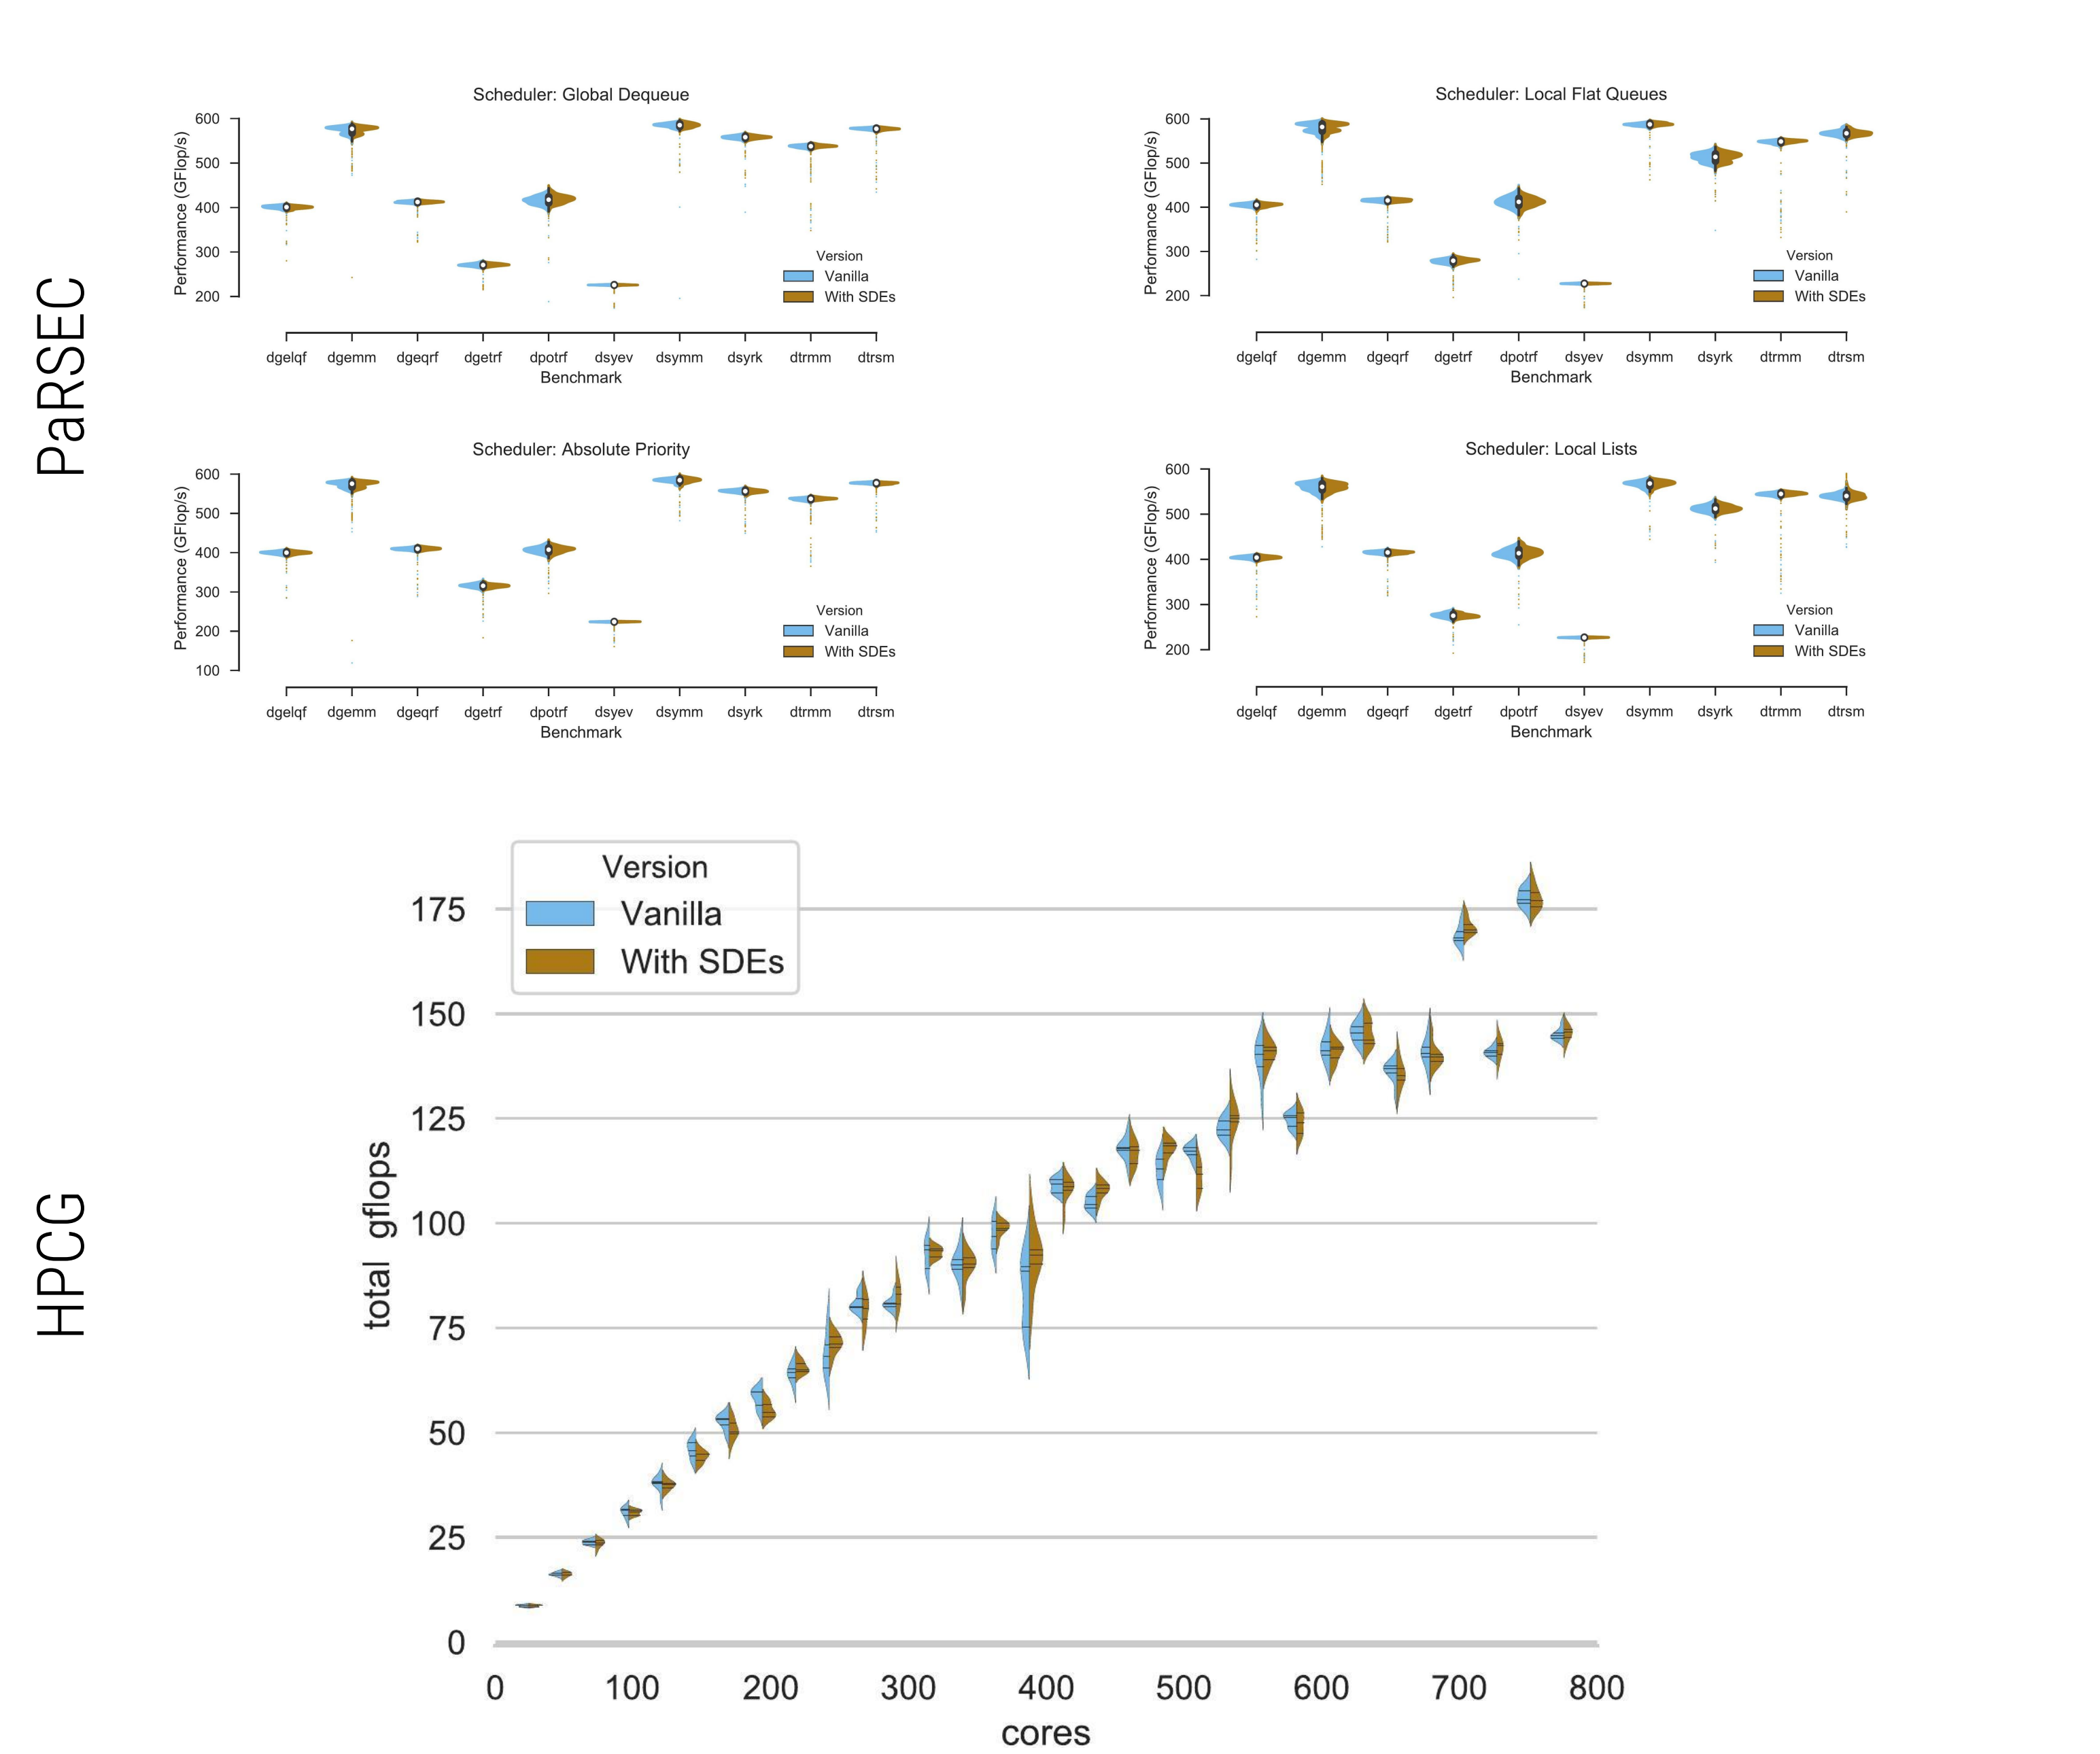 PaRSEC
Scheduler: Global Dequeue
Performance (GFlop/s)
600
500
400
300
200
Version
Vanilla
With SDEs
dgelqf dgemm dgeqrf dgetrf dpotrf dsyev dsymm dsyrk dtrmm dtrsm
Benchmark
Scheduler: Local Flat Queues
Performance (GFlop/s)
600
500
400
300
200
Version
Vanilla
With SDEs
dgelqf dgemm dgeqrf dgetrf dpotrf dsyev dsymm dsyrk dtrmm dtrsm
Benchmark
Scheduler: Absolute Priority
Performance (GFlop/s)
600
500
400
300
200
100
Version
Vanilla
With SDEs
dgelqf dgemm dgeqrf dgetrf dpotrf dsyev dsymm dsyrk dtrmm dtrsm
Benchmark
Scheduler: Local Lists
Performance (GFlop/s)
600
500
400
300
200
Version
Vanilla
With SDEs
dgelqf dgemm dgeqrf dgetrf dpotrf dsyev dsymm dsyrk dtrmm dtrsm
Benchmark
HPCG
Version
Vanilla
With SDEs
total gflops
175
150
125
100
75
50
25
0
0 100 200 300 400 500 600 700 800
cores